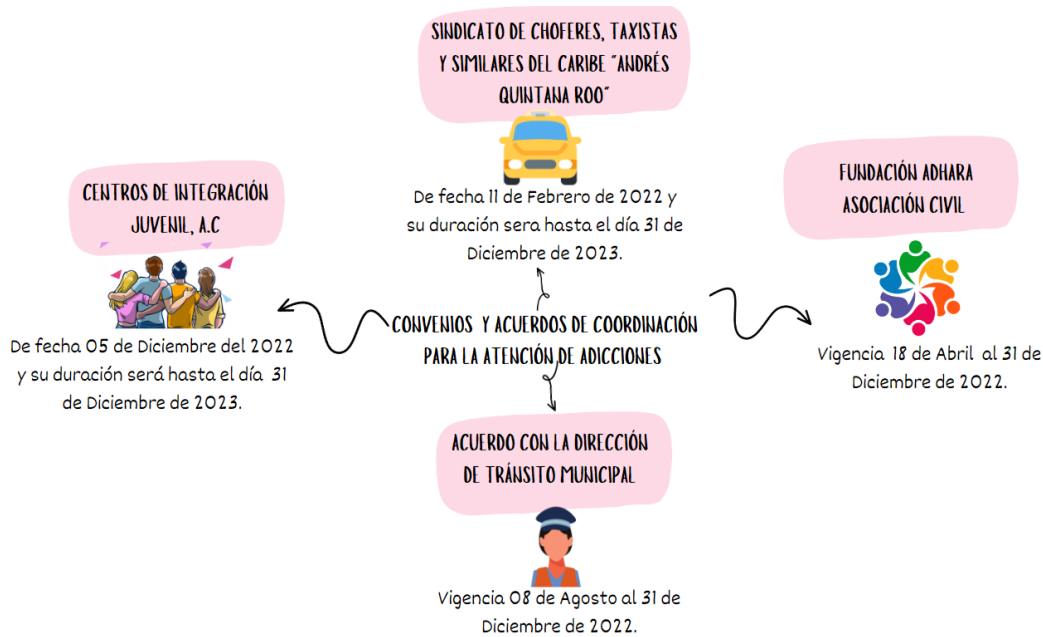 SINDICATO DE CHOFERES, TAXISTAS
Y SIMILARES DEL CARIBE "ANDRÉS
QUINTANA ROO"
De fecha 11 de Febrero de 2022 y
su duración sera hasta el día 31 de
Diciembre de 2023.
CENTROS DE INTEGRACIÓN
JUVENIL, A.C
De fecha 05 de Diciembre del 2022
y su duración será hasta el día 31
de Diciembre de 2023.
FUNDACIÓN ADHARA
ASOCIACIÓN CIVIL
Vigencia 18 de Abril al 31 de
Diciembre de 2022.
CONVENIOS Y ACUERDOS DE COORDINACIÓN
PARA LA ATENCIÓN DE ADICCIONES
ACUERDO CON LA DIRECCIÓN
DE TRÁNSITO MUNICIPAL
Vigencia 08 de Agosto al 31 de
Diciembre de 2022.